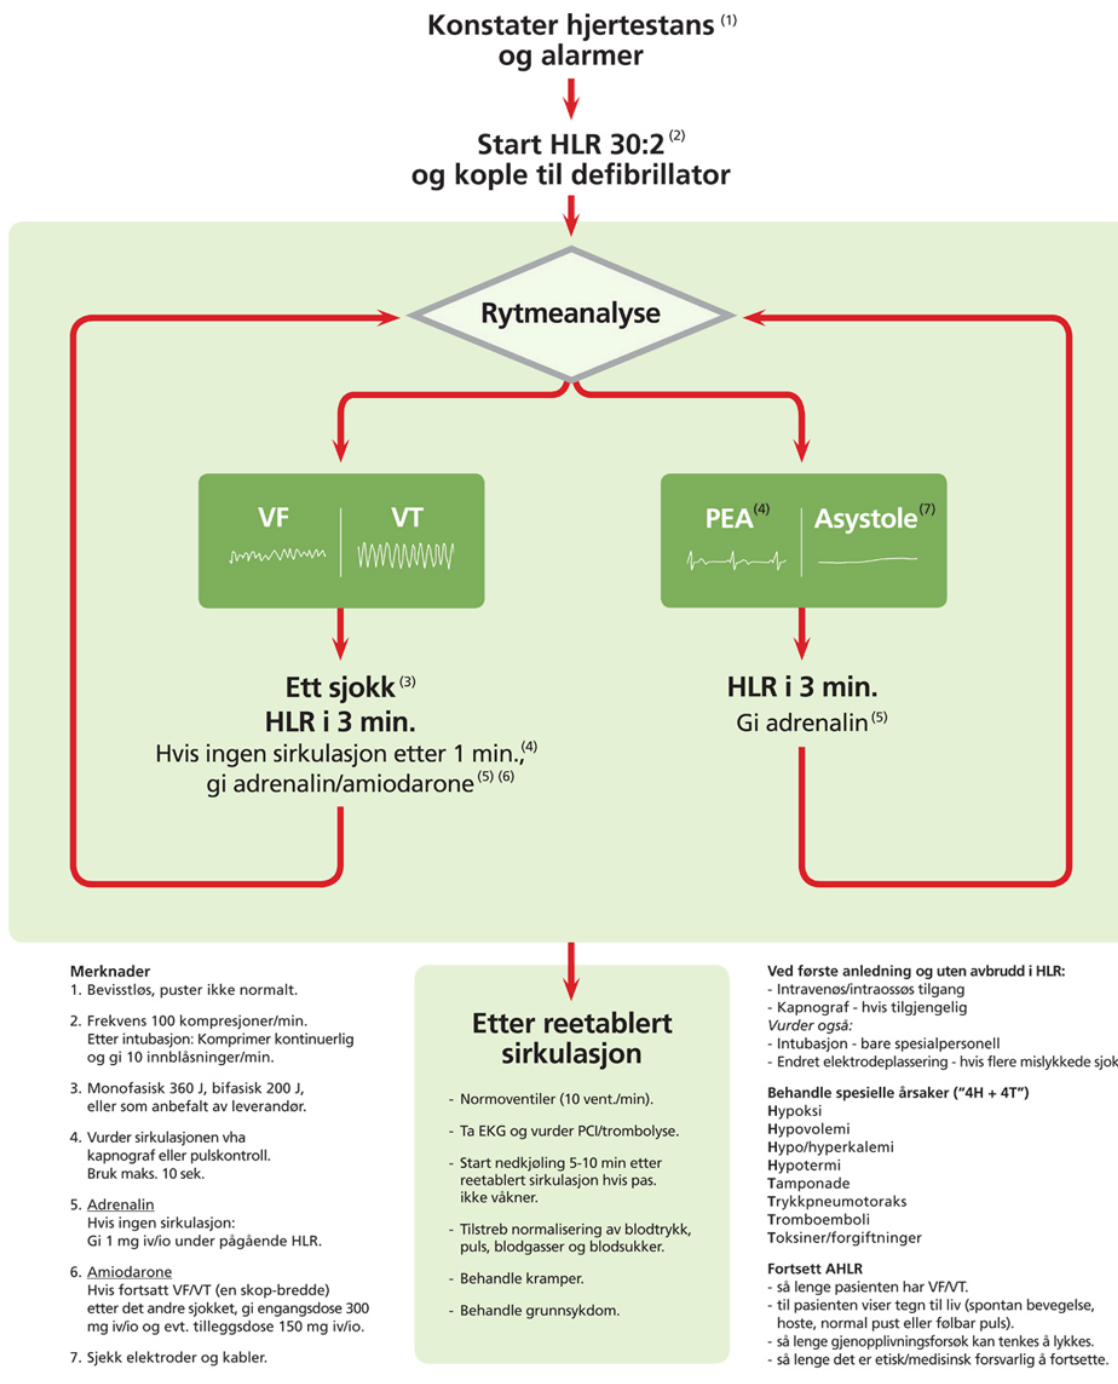 Konstater hjertestans (1)
og alarmer
Start HLR 30:2 (2)
og kople til defibrillator
Rytmeanalyse
VF
VT
PEA (4)
Asystole (7)
Ett sjokk (3)
HLR i 3 min.
Hvis ingen sirkulasjon etter 1 min., (4)
gi adrenalin/amiodarone (5) (6)
HLR i 3 min.
Gi adrenalin (5)
Merknader
1. Bevisstløs, puster ikke normalt.
2. Frekvens 100 kompresjoner/min.
Etter intubasjon: Komprimer kontinuerlig
og gi 10 innblåsninger/min.
3. Monofasisk 360 J, bifasisk 200 J,
eller som anbefalt av leverandør.
4. Vurder sirkulasjonen vha
kapnograf eller pulskontroll.
Bruk maks. 10 sek.
5. Adrenalin
Hvis ingen sirkulasjon:
Gi 1 mg iv/io under pågående HLR.
6. Amiodarone
Hvis fortsatt VF/VT (en skop-bredde)
etter det andre sjokket, gi engangsdose 300
mg iv/io og evt. tilleggsdose 150 mg iv/io.
7. Sjekk elektroder og kabler.
Etter reetablert
sirkulasjon
- Normoventiler (10 vent./min).
- Ta EKG og vurder PCI/trombolyse.
- Start nedkjøling 5-10 min etter
reetablert sirkulasjon hvis pas.
ikke våkner.
- Tilstreb normalisering av blodtrykk,
puls, blodgasser og blodsukker.
- Behandle kramper.
- Behandle grunnsykdom.
Ved første anledning og uten avbrudd i HLR:
- Intravenøs/intraossøs tilgang
- Kapnograf - hvis tilgjengelig
Vurder også:
- Intubasjon - bare spesialpersonell
- Endret elektrodeplassering - hvis flere mislykkede sjok
Behandle spesielle årsaker ("4H + 4T")
Hypoksi
Hypovolemi
Hypo/hyperkalemi
Hypotermi
Tamponade
Trykkpneumotoraks
Tromboemboli
Toksiner/forgiftninger
Fortsett AHLR
- så lenge pasienten har VF/VT.
- til pasienten viser tegn til liv (spontan bevegelse,
hoste, normal pust eller følbar puls).
- så lenge gjenopplivningsforsøk kan tenkes å lykkes.
- så lenge det er etisk/medisinsk forsvarlig å fortsette.